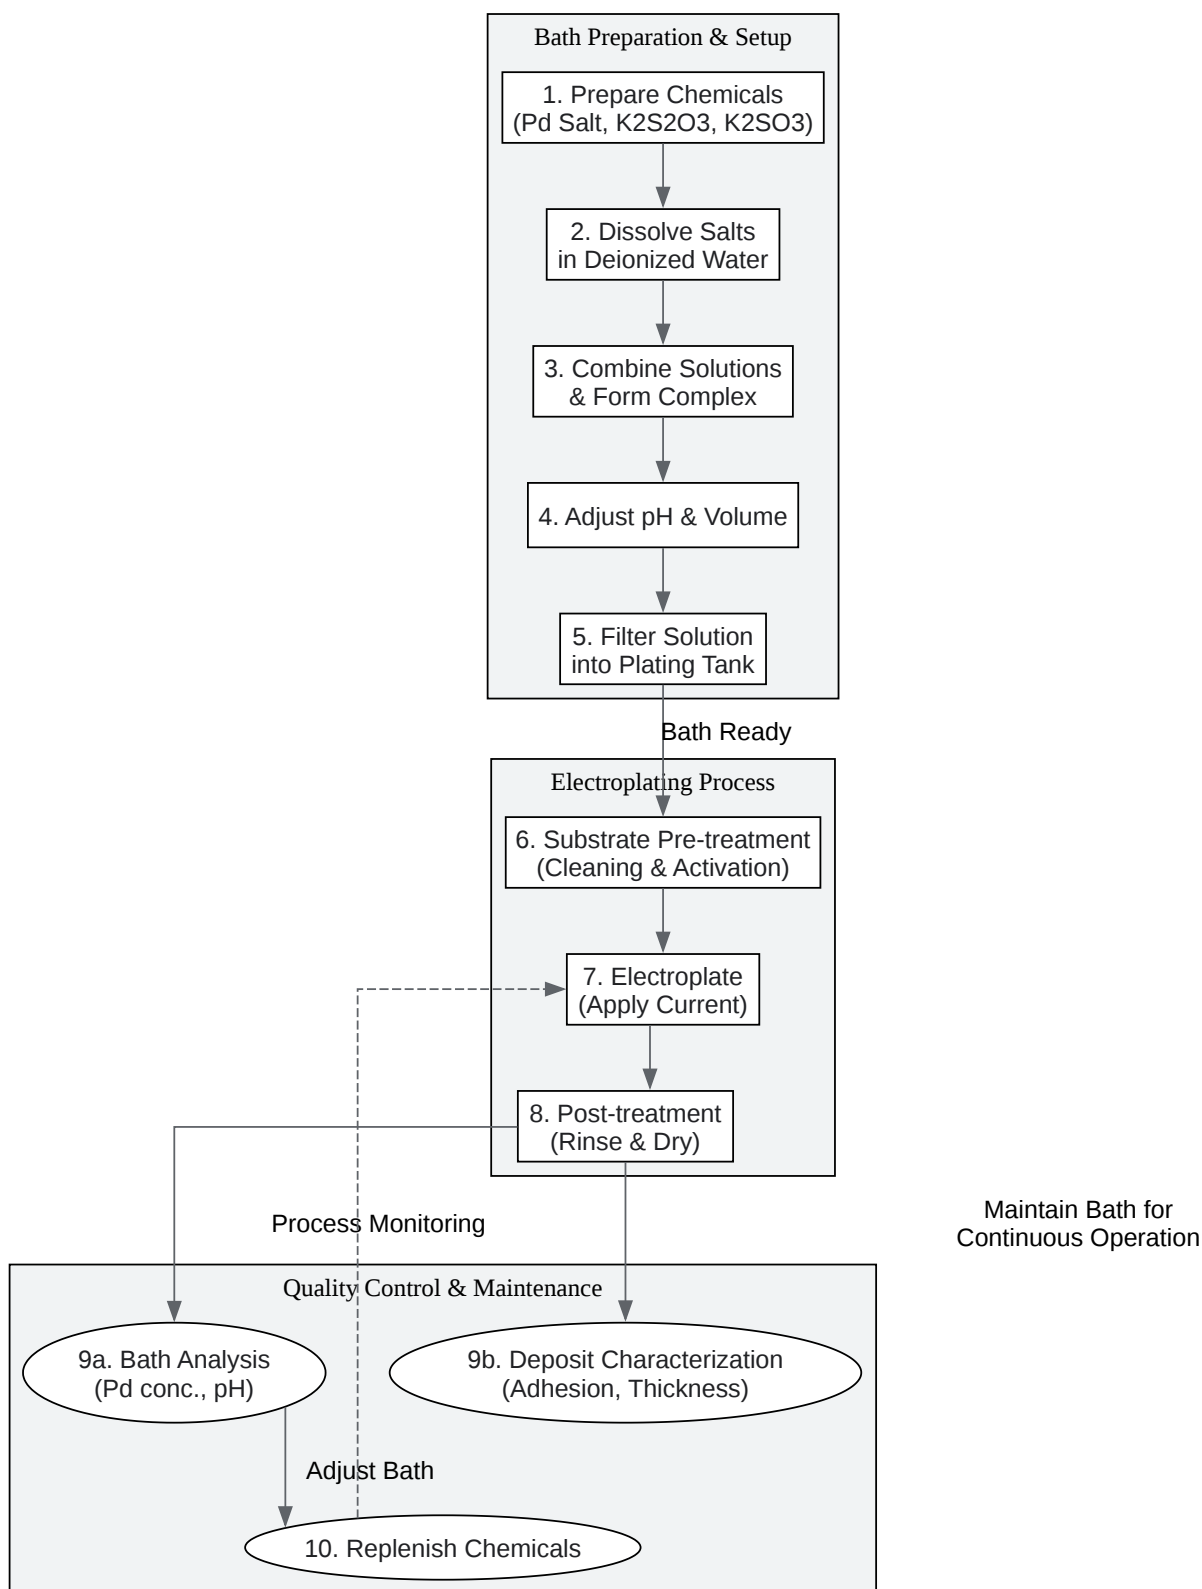 Bath Preparation & Setup
1. Prepare Chemicals
(Pd Salt, K2S2O3, K2SO3)
2. Dissolve Salts
in Deionized Water
3. Combine Solutions
& Form Complex
4. Adjust pH & Volume
5. Filter Solution
into Plating Tank
Bath Ready
Electroplating Process
6. Substrate Pre-treatment
(Cleaning & Activation)
7. Electroplate
(Apply Current)
8. Post-treatment
(Rinse & Dry)
Process Monitoring
Maintain Bath for
Continuous Operation
Quality Control & Maintenance
9a. Bath Analysis
(Pd conc., pH)
9b. Deposit Characterization
(Adhesion, Thickness)
Adjust Bath
10. Replenish Chemicals